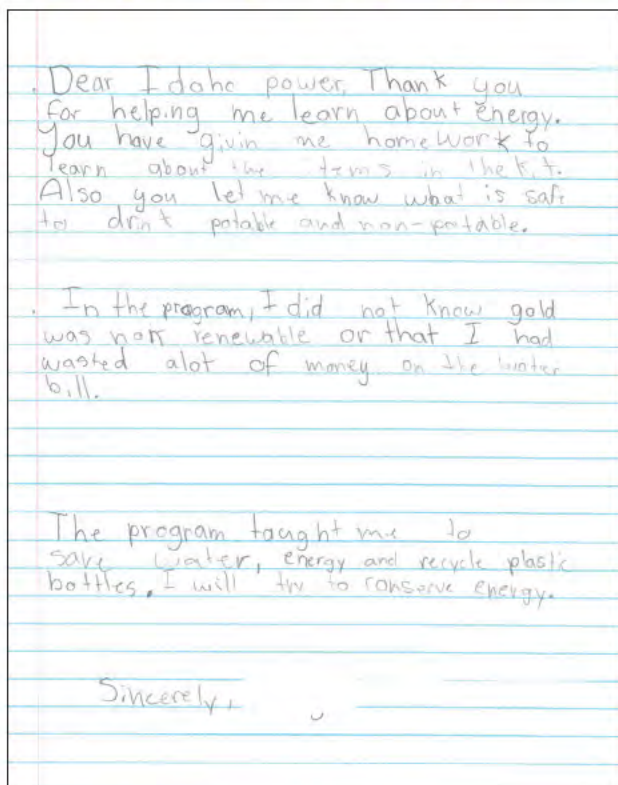 . Dear Idaho power, Thank you
for helping me learn about energy.
You have givin me homework to
learn about the items in the kit.
Also you let me know what is safe
to drink potable and non-potable.
. In the program, I did not know gold
was non renewable or that I had
wasted alot of money on the water
bill.
The program taught me to
save water, energy and recycle plastic
bottles. I will try to conserve energy.
Sincerely,